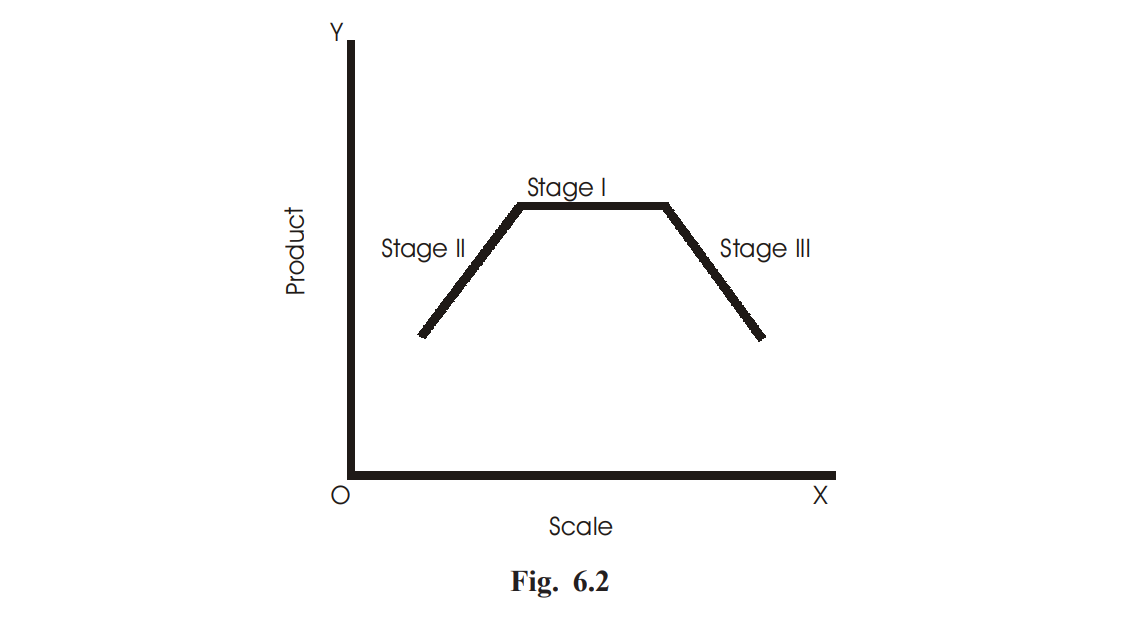 Y
Stage I
Stage II
Stage III
Product
O
X
Scale
Fig. 6.2